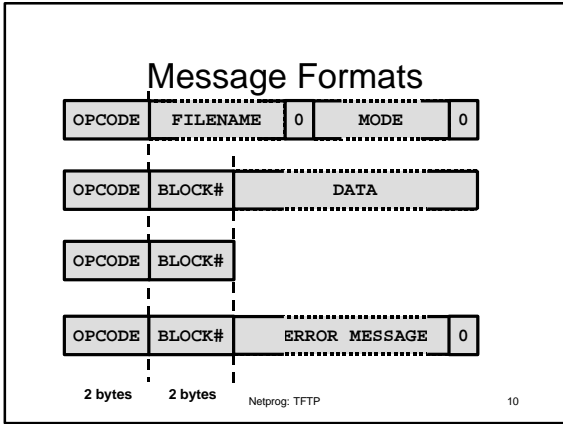 Message Formats
OPCODE FILENAME 0 MODE 0
OPCODE BLOCK# DATA
OPCODE BLOCK#
OPCODE BLOCK# ERROR MESSAGE 0
2 bytes 2 bytes
Netprog: TFTP 10